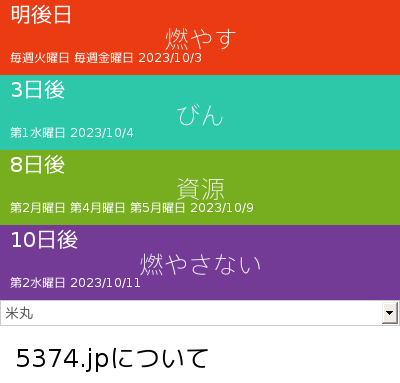 明後日
燃やす
毎週火曜日 毎週金曜日 2023/10/3
3日後
びん
第1水曜日 2023/10/4
8日後
資源
第2月曜日 第4月曜日 第5月曜日 2023/10/9
10日後
燃やさない
第2水曜日 2023/10/11
米丸
5374.jpについて